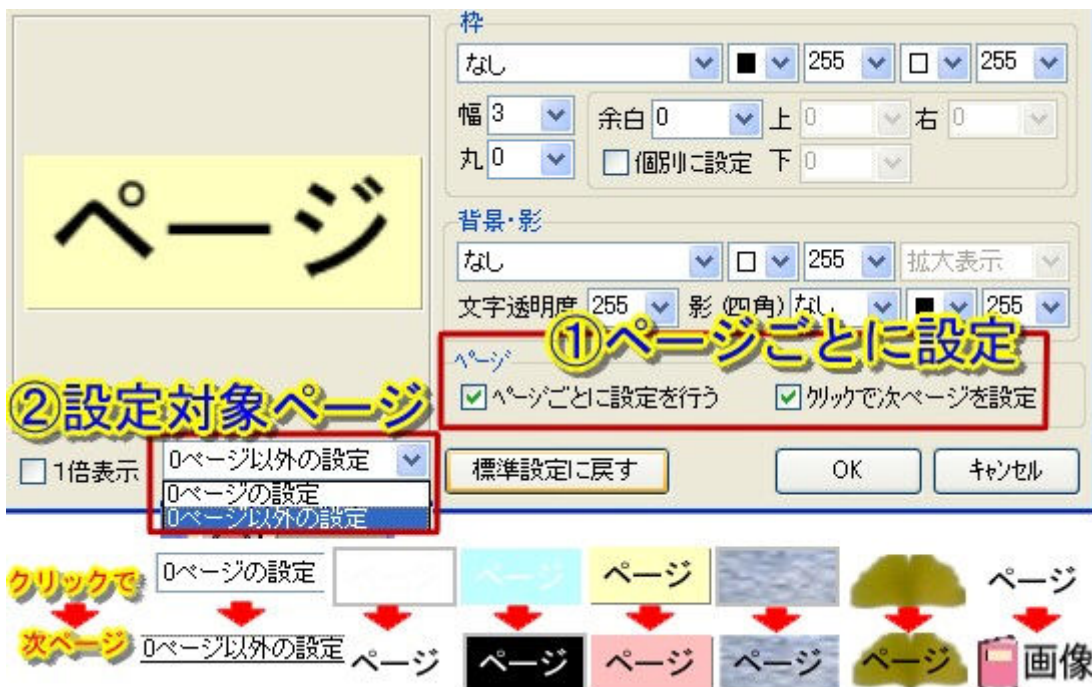 枠
なし 255 255
幅 3 余白 0 上 0 右 0
丸 0 個別に設定 下 0
ページ
背景・影
なし 255 拡大表示
文字透明度 255 影(四角) なし 255
①ページごとに設定
ページ
ページごとに設定を行う クリックで次ページを設定
②設定対象ページ
1倍表示 0ページ以外の設定 標準設定に戻す OK キャンセル
0ページの設定
0ページ以外の設定
クリックで 0ページの設定 ページ ページ ページ
次ページ 0ページ以外の設定 ページ ページ ページ ページ ページ 画像